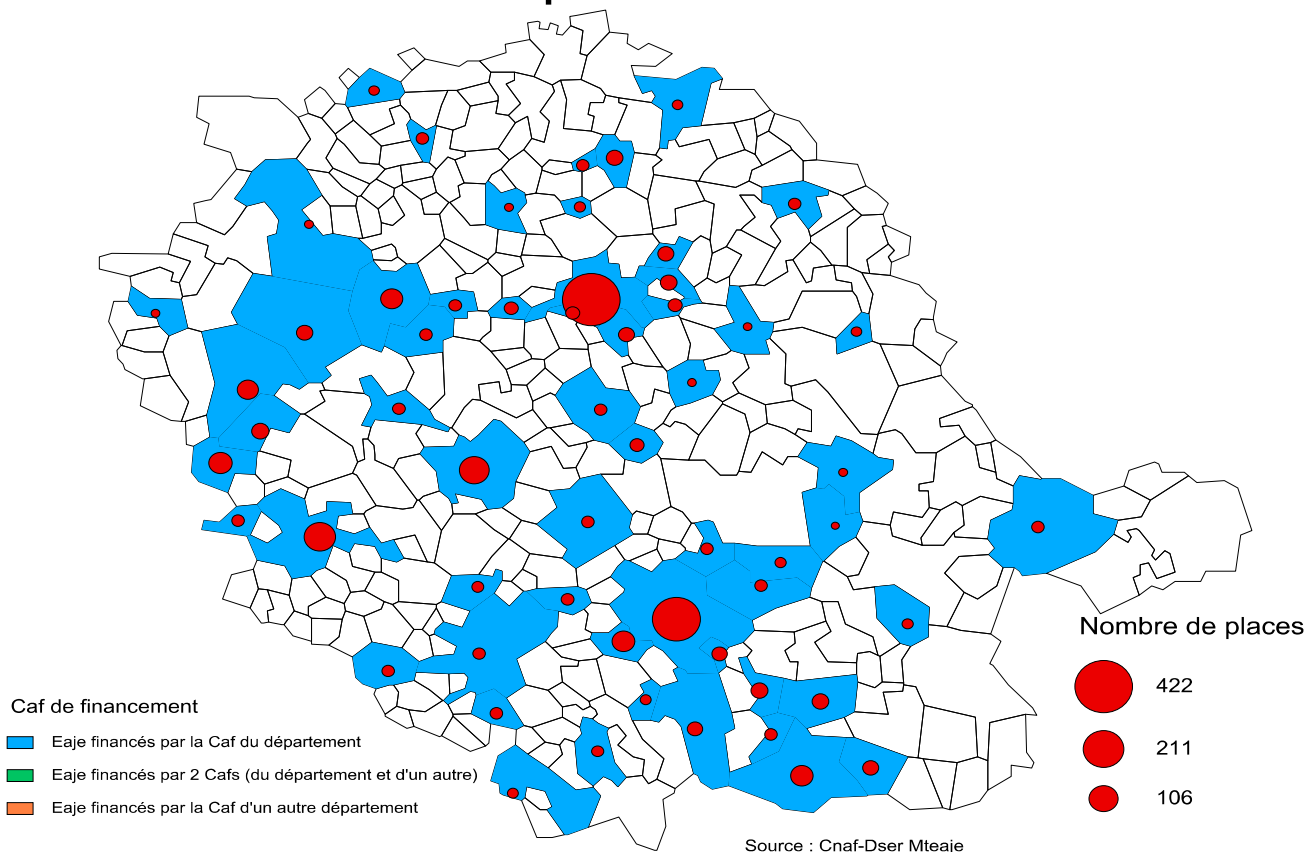 Nombre de places
422
211
106
Caf de financement
Eaje financés par la Caf du département
Eaje financés par 2 Cafs (du département et d'un autre)
Eaje financés par la Caf d'un autre département
Source : Cnaf-Dser Mteaje